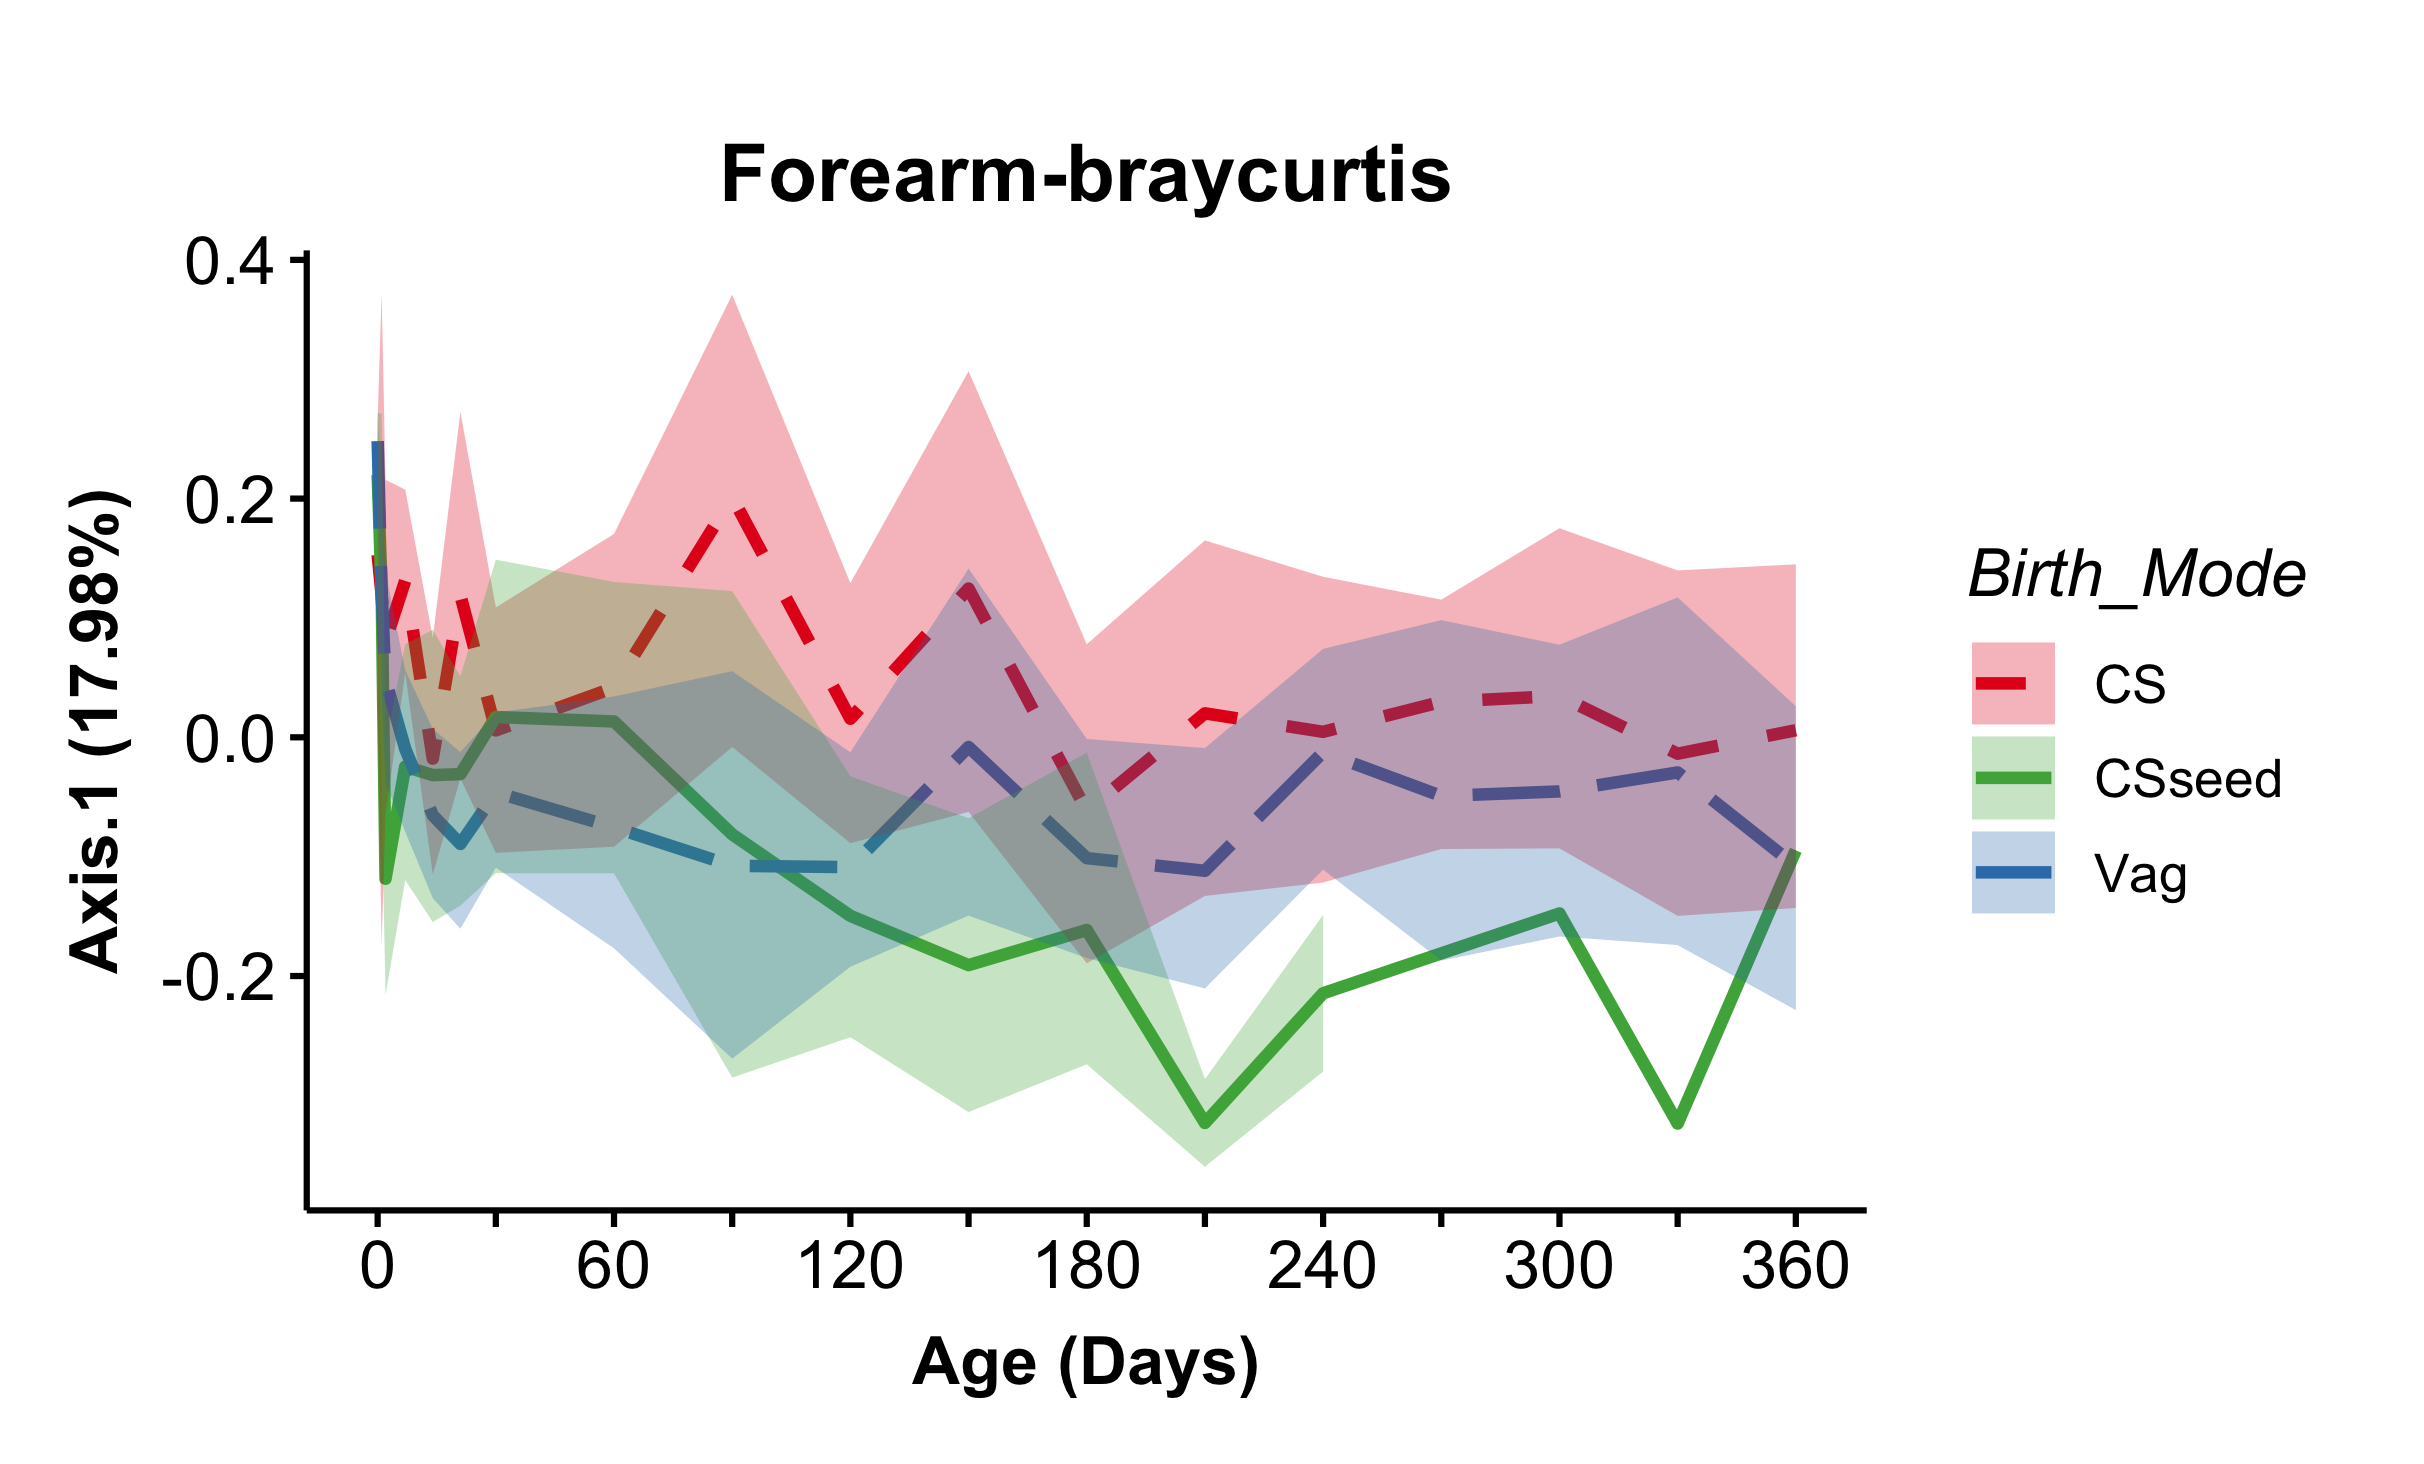 Forearm-braycurtis
Axis.1 (17.98%)
0.4
0.2
0.0
-0.2
0 60 120 180 240 300 360
Age (Days)
Birth_Mode
CS
CSseed
Vag